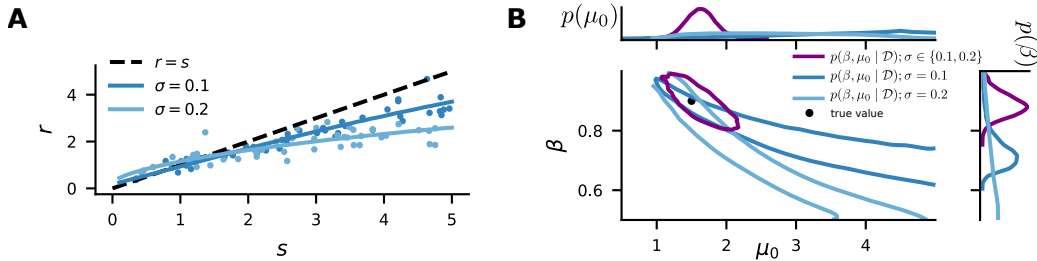 A
r = s
σ = 0.1
σ = 0.2
r
4
2
0
0 1 2 3 4 5
s
B
p(μ₀)
p(β, μ₀ | 𝒟); σ ∈ {0.1, 0.2}
p(β, μ₀ | 𝒟); σ = 0.1
p(β, μ₀ | 𝒟); σ = 0.2
true value
β
0.8
0.6
1 2 3 4
μ₀
p(β)